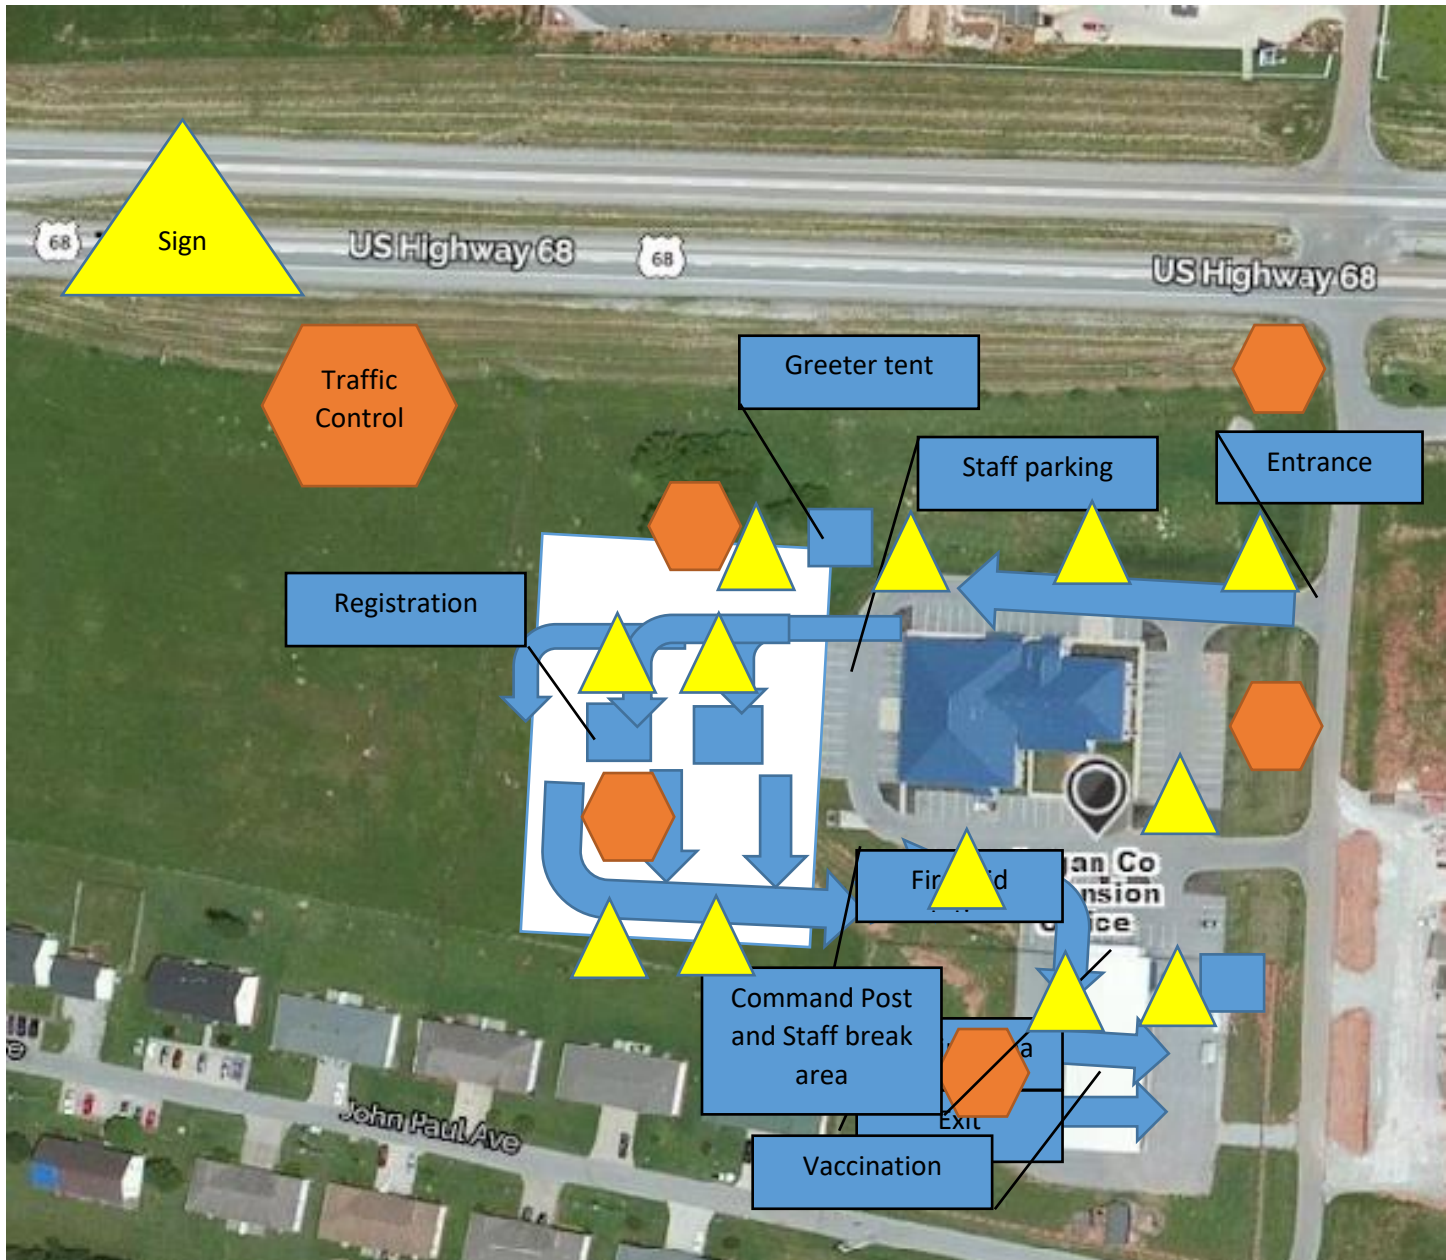 68
Sign
US Highway 68
68
US Highway 68
Traffic
Control
Greeter tent
Staff parking
Entrance
Registration
Co
Command Post
and Staff break
area
Exit
Vaccination
John Paul Ave